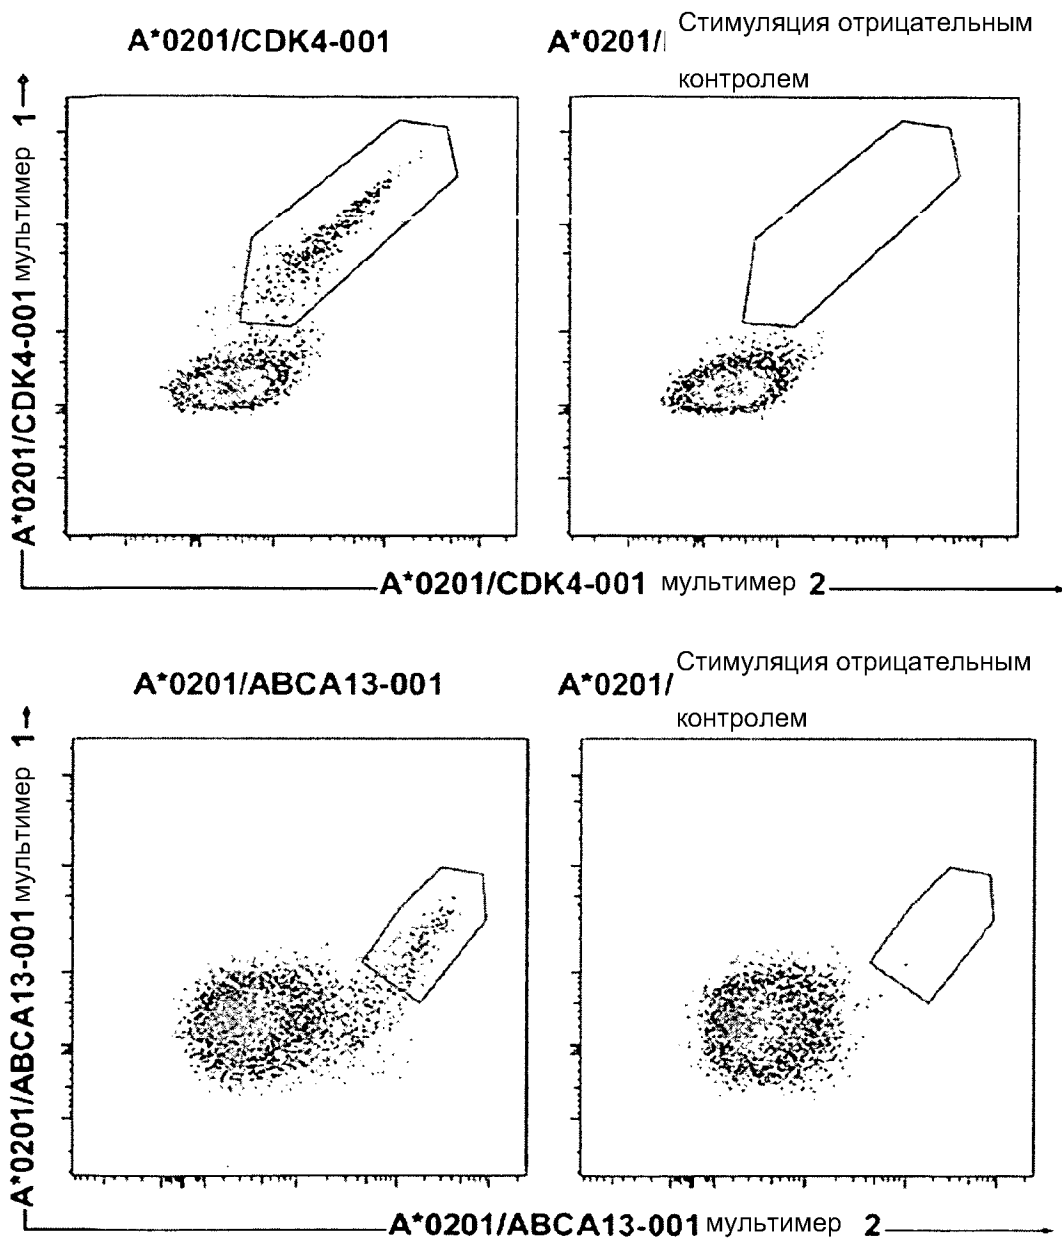 A*0201/CDK4-001
A*0201/ Стимуляция отрицательным
контролем
A*0201/CDK4-001 мультимер 1
A*0201/CDK4-001 мультимер 2
A*0201/ABCA13-001
A*0201/ Стимуляция отрицательным
контролем
A*0201/ABCA13-001 мультимер 1
A*0201/ABCA13-001 мультимер 2